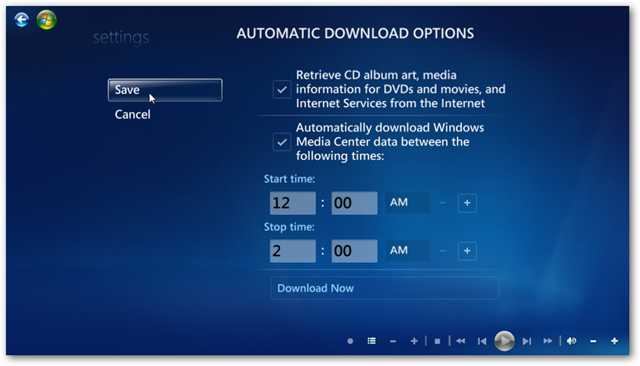 settings
AUTOMATIC DOWNLOAD OPTIONS
Save
Cancel
Retrieve CD album art, media
information for DVDs and movies, and
Internet Services from the Internet
Automatically download Windows
Media Center data between the
following times:
Start time:
12 : 00 AM
Stop time:
2 : 00 AM
Download Now